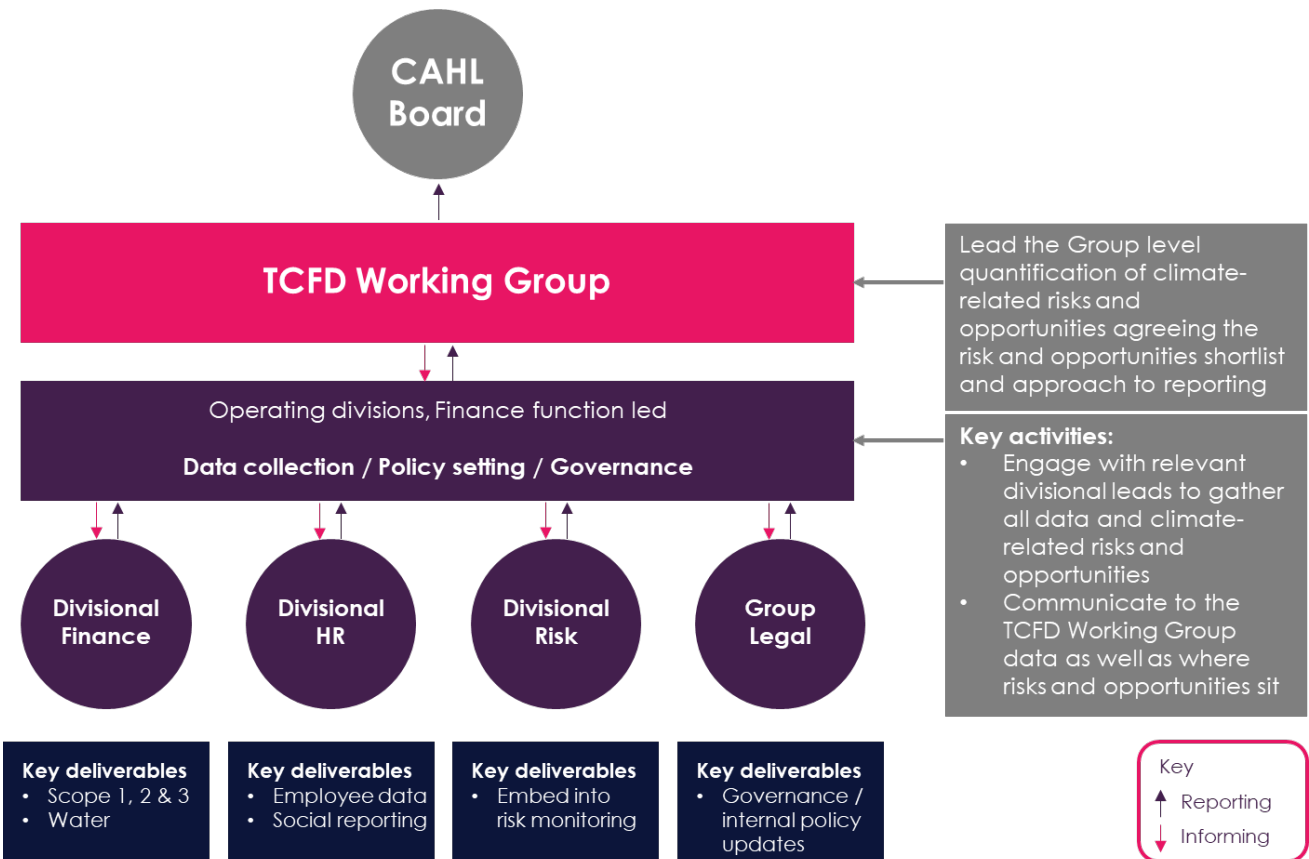 CAHL
Board
TCFD Working Group
Lead the Group level
quantification of climate-
related risks and
opportunities agreeing the
risk and opportunities shortlist
and approach to reporting
Operating divisions, Finance function led
Data collection / Policy setting / Governance
Key activities:
• Engage with relevant
divisional leads to gather
all data and climate-
related risks and
opportunities
• Communicate to the
TCFD Working Group
data as well as where
risks and opportunities sit
Divisional
Finance
Divisional
HR
Divisional
Risk
Group
Legal
Key deliverables
• Scope 1, 2 & 3
• Water
Key deliverables
• Employee data
• Social reporting
Key deliverables
• Embed into
risk monitoring
Key deliverables
• Governance /
internal policy
updates
Key
Reporting
Informing